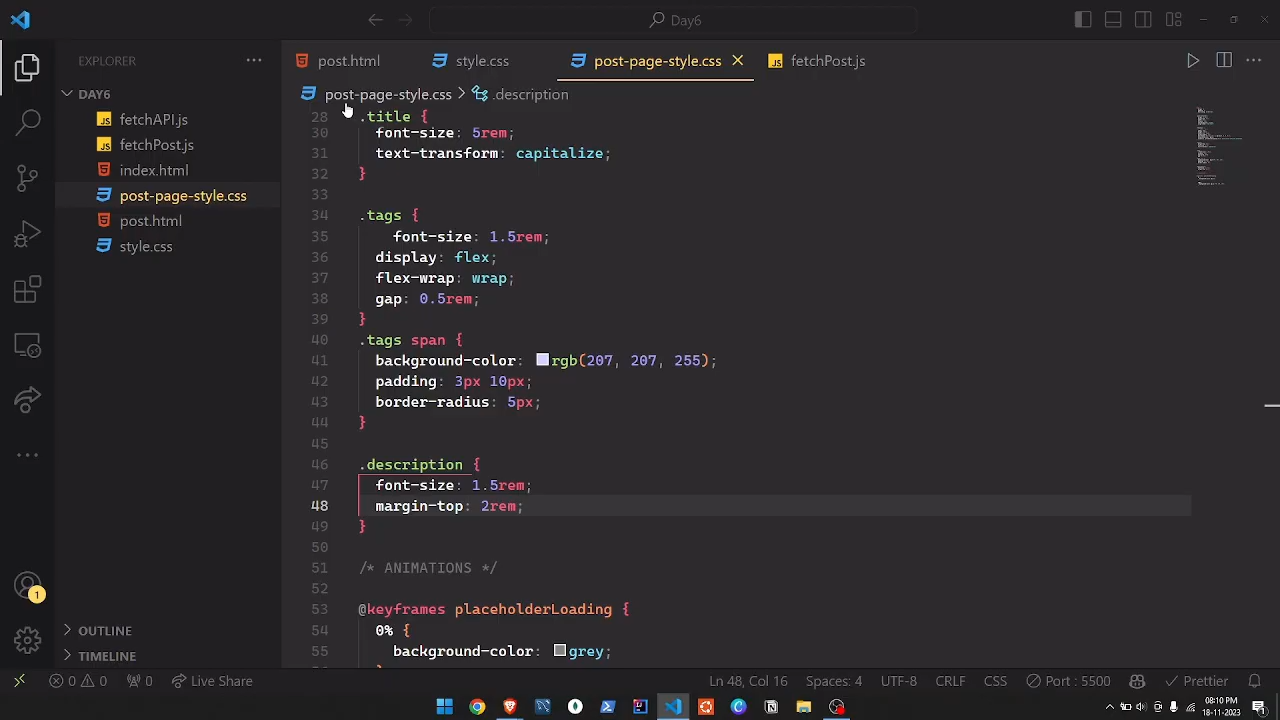 Day6
EXPLORER
DAY6
fetchAPI.js
fetchPost.js
index.html
post-page-style.css
post.html
style.css
OUTLINE
TIMELINE
post.html
style.css
post-page-style.css
fetchPost.js
post-page-style.css > .description
28 .title {
30 font-size: 5rem;
31 text-transform: capitalize;
32 }
33
34 .tags {
35 font-size: 1.5rem;
36 display: flex;
37 flex-wrap: wrap;
38 gap: 0.5rem;
39 }
40 .tags span {
41 background-color: rgb(207, 207, 255);
42 padding: 3px 10px;
43 border-radius: 5px;
44 }
45
46 .description {
47 font-size: 1.5rem;
48 margin-top: 2rem;
49 }
50
51 /* ANIMATIONS */
52
53 @keyframes placeholderLoading {
54 0% {
55 background-color: grey;
1
0 0 0 Live Share Ln 48, Col 16 Spaces: 4 UTF-8 CRLF CSS Port : 5500 Prettier
08:10 PM
18-11-2023